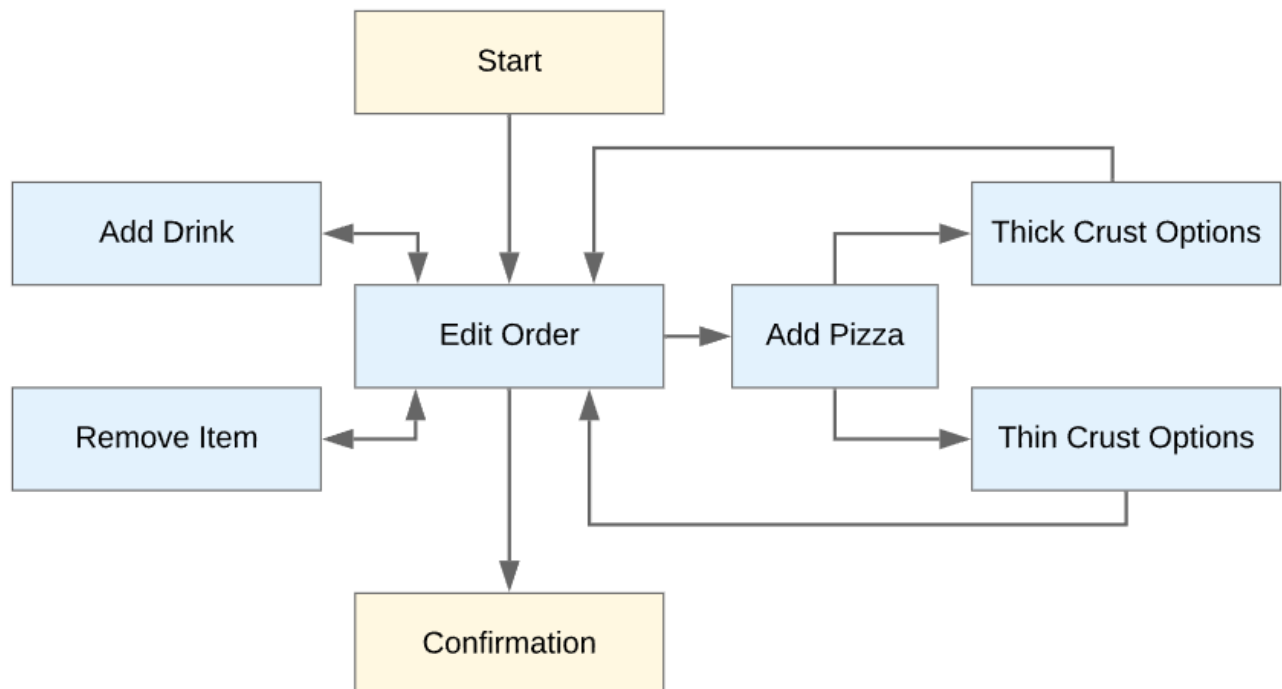 Start
Add Drink
Thick Crust Options
Edit Order
Add Pizza
Remove Item
Thin Crust Options
Confirmation